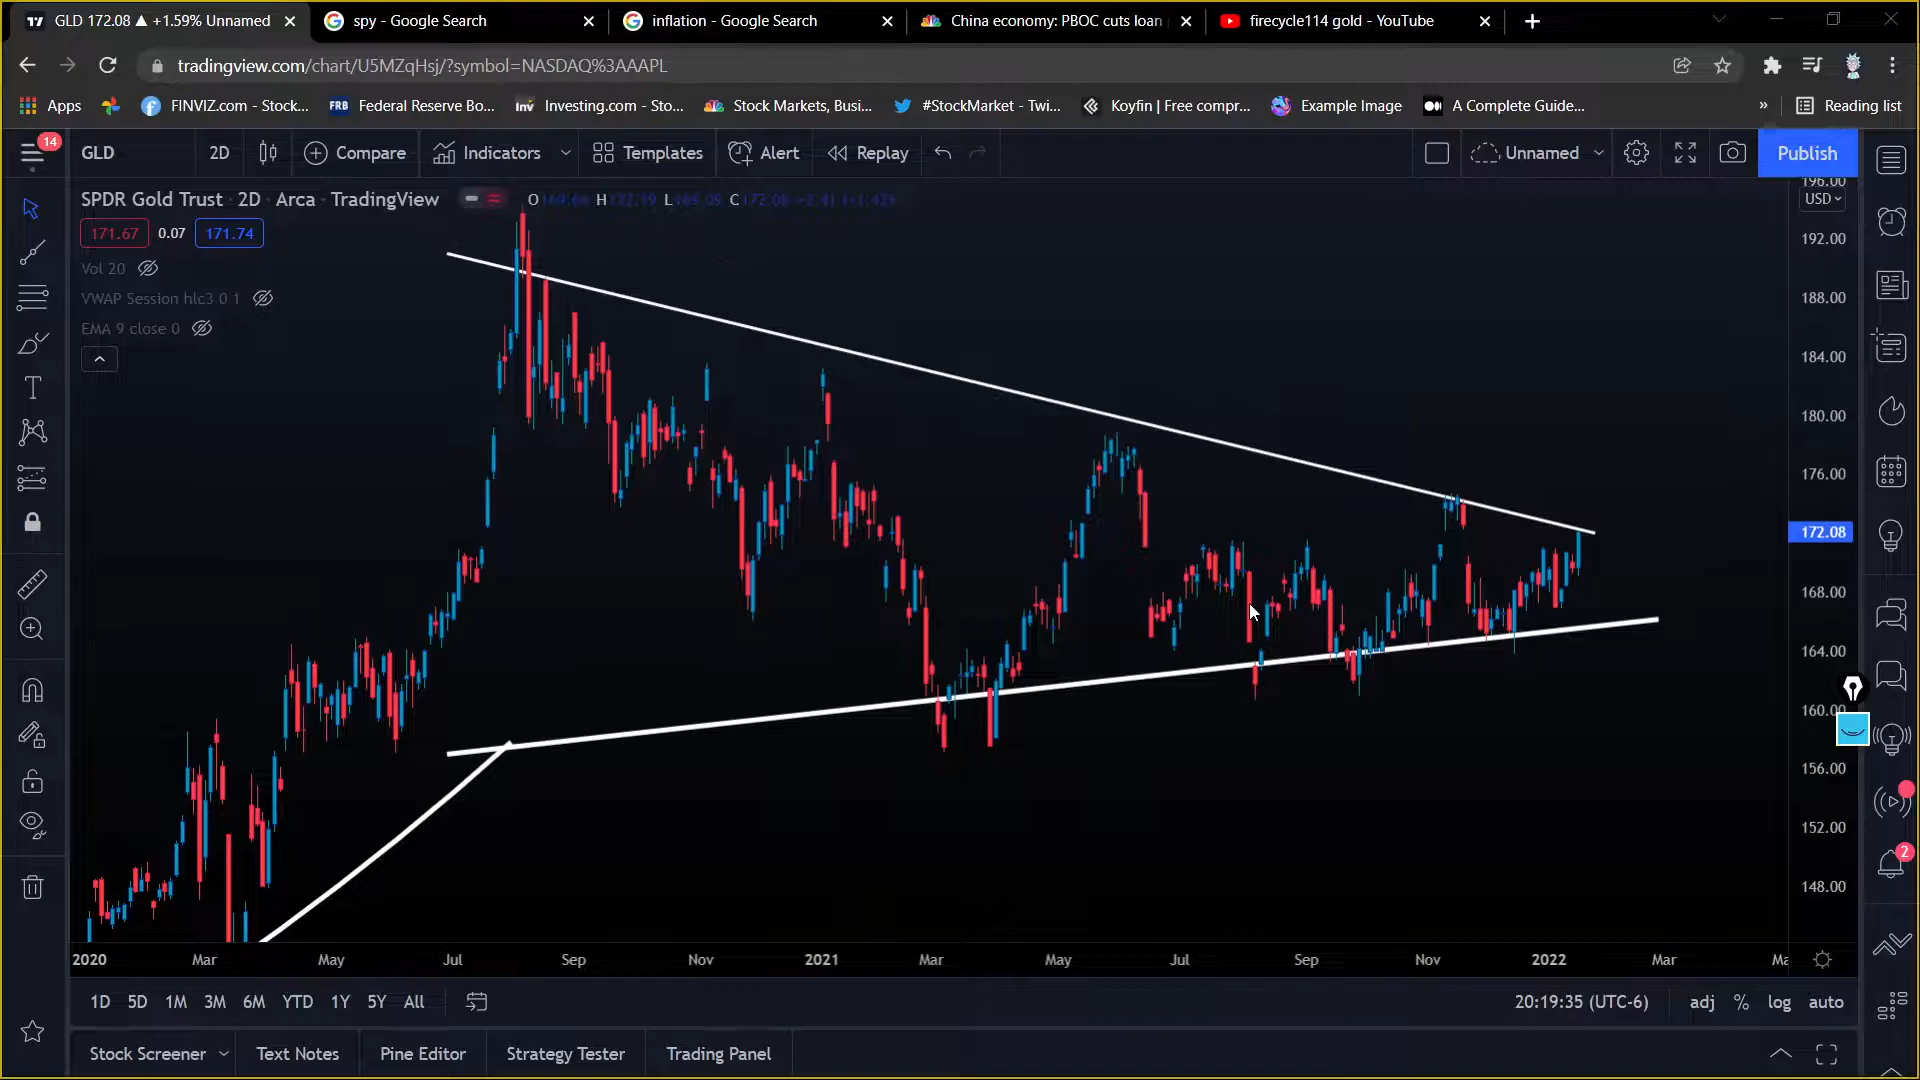 GLD 172.08 ▲ +1.59% Unnamed
spy - Google Search
inflation - Google Search
China economy: PBOC cuts loan
firecycle114 gold - YouTube
tradingview.com/chart/U5MZqHsj/?symbol=NASDAQ%3AAAPL
Apps
FINVIZ.com - Stock...
FRB Federal Reserve Bo...
Inv Investing.com - Sto...
Stock Markets, Busi...
#StockMarket - Twi...
Koyfin | Free compr...
Example Image
A Complete Guide...
»
Reading list
14
GLD
2D
Compare
Indicators
Templates
Alert
Replay
Unnamed
Publish
SPDR Gold Trust · 2D · Arca · TradingView
171.67 0.07 171.74
Vol 20
VWAP Session hlc3 0 1
EMA 9 close 0
196.00
USD
192.00
188.00
184.00
180.00
176.00
172.08
168.00
164.00
160.00
156.00
152.00
148.00
2
2020 Mar May Jul Sep Nov 2021 Mar May Jul Sep Nov 2022 Mar
1D 5D 1M 3M 6M YTD 1Y 5Y All
20:19:35 (UTC-6) adj % log auto
Stock Screener
Text Notes
Pine Editor
Strategy Tester
Trading Panel